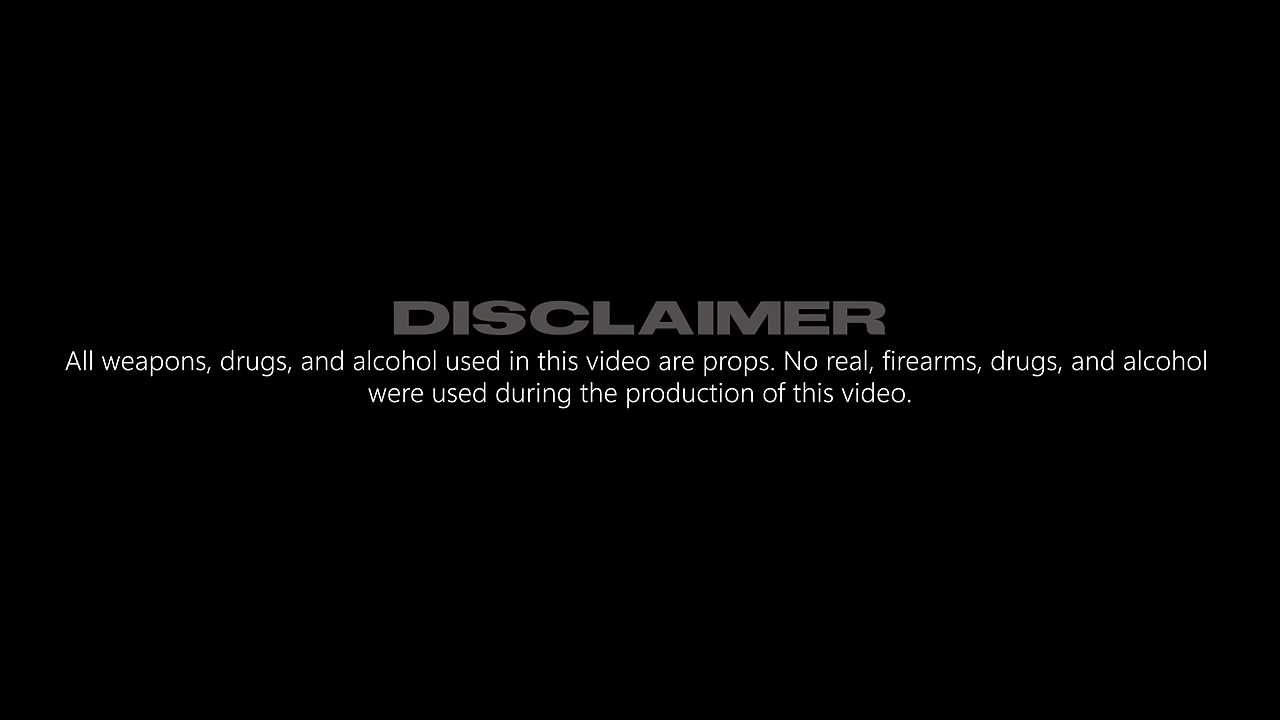 DISCLAIMER
All weapons, drugs, and alcohol used in this video are props. No real, firearms, drugs, and alcohol
were used during the production of this video.